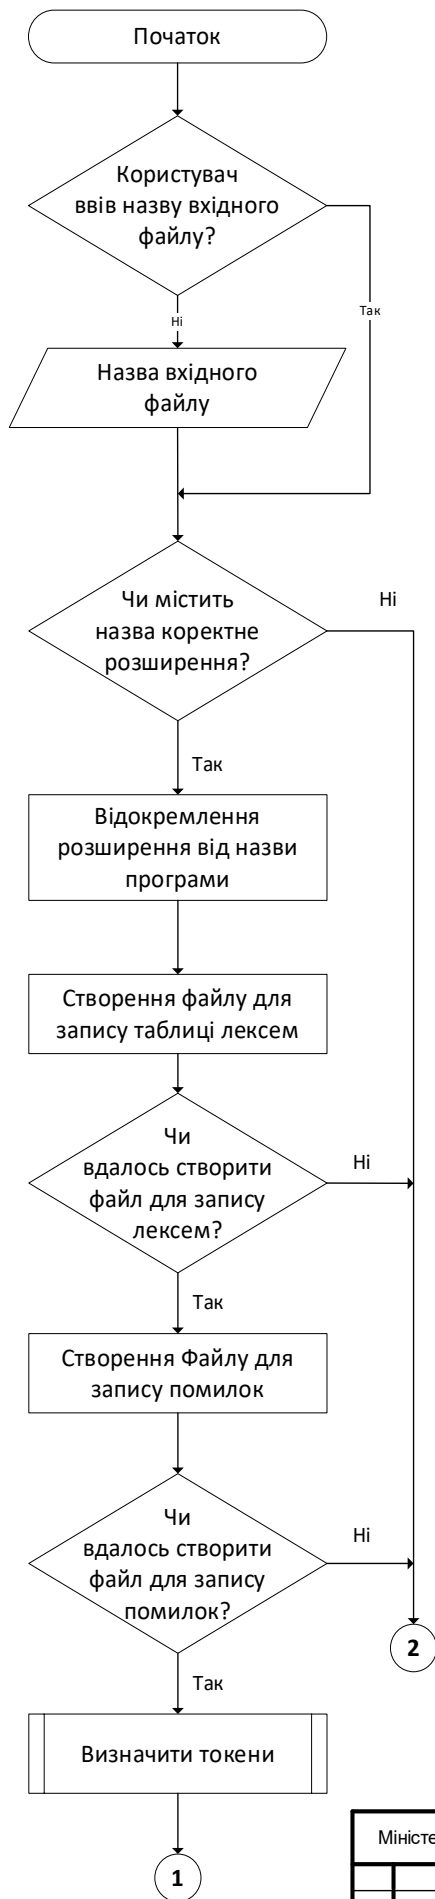 Початок
Користувач
ввів назву вхідного
файлу?
Так
Ні
Назва вхідного
файлу
Чи містить
назва коректне
розширення?
Ні
Так
Відокремлення
розширення від назви
програми
Створення файлу для
запису таблиці лексем
Чи
вдалось створити
файл для запису
лексем?
Ні
Так
Створення Файлу для
запису помилок
Чи
вдалось створити
файл для запису
помилок?
Ні
2
Так
Визначити токени
1